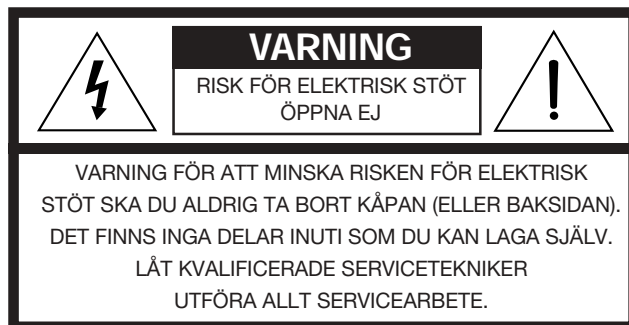 VARNING
RISK FÖR ELEKTRISK STÖT
ÖPPNA EJ
VARNING FÖR ATT MINSKA RISKEN FÖR ELEKTRISK
STÖT SKA DU ALDRIG TA BORT KÅPAN (ELLER BAKSIDAN).
DET FINNS INGA DELAR INUTI SOM DU KAN LAGA SJÄLV.
LÅT KVALIFICERADE SERVICETEKNIKER
UTFÖRA ALLT SERVICEARBETE.